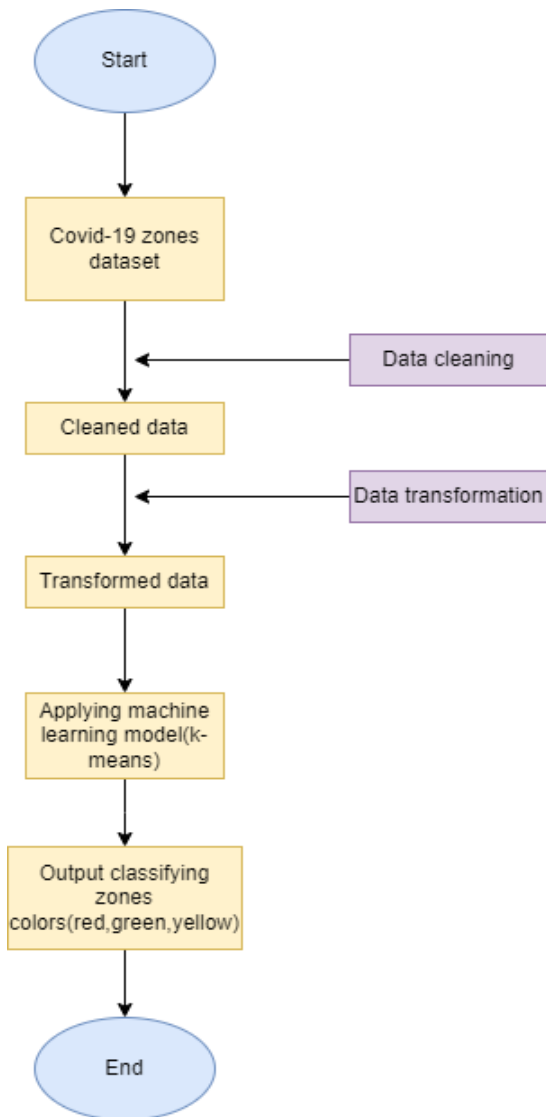 Start
Covid-19 zones
dataset
Data cleaning
Cleaned data
Data transformation
Transformed data
Applying machine
learning model(k-
means)
Output classifying
zones
colors(red,green,yellow)
End